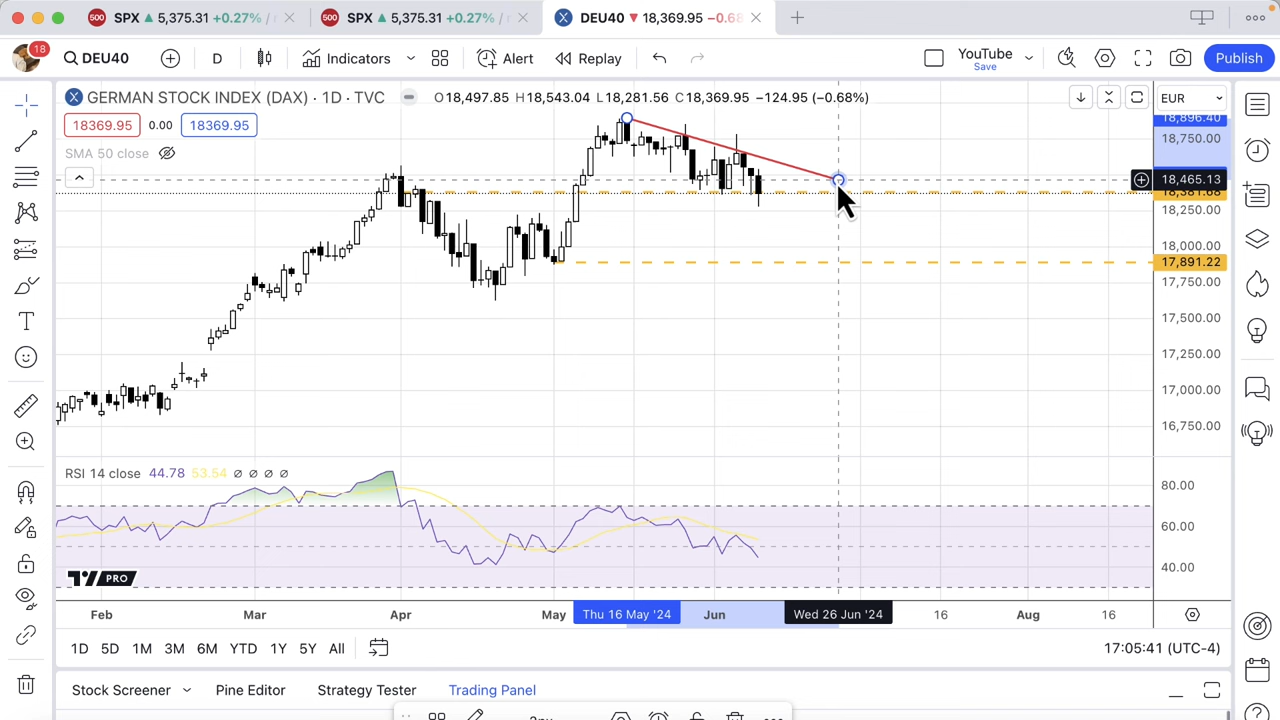 SPX ▲ 5,375.31 +0.27% /
SPX ▲ 5,375.31 +0.27% /
DEU40 ▼ 18,369.95 −0.68
18
DEU40
D
Indicators
Alert
Replay
YouTube
Save
Publish
GERMAN STOCK INDEX (DAX) · 1D · TVC
O18,497.85 H18,543.04 L18,281.56 C18,369.95 −124.95 (−0.68%)
EUR
18369.95 0.00 18369.95
SMA 50 close
18,896.40
18,750.00
18,465.13
18,381.68
18,250.00
18,000.00
17,891.22
17,750.00
17,500.00
17,250.00
17,000.00
16,750.00
RSI 14 close 44.78 53.54 ∅ ∅ ∅ ∅
80.00
60.00
40.00
PRO
Feb Mar Apr May Thu 16 May '24 Jun Wed 26 Jun '24 16 Aug 16
1D 5D 1M 3M 6M YTD 1Y 5Y All
17:05:41 (UTC-4)
Stock Screener Pine Editor Strategy Tester Trading Panel